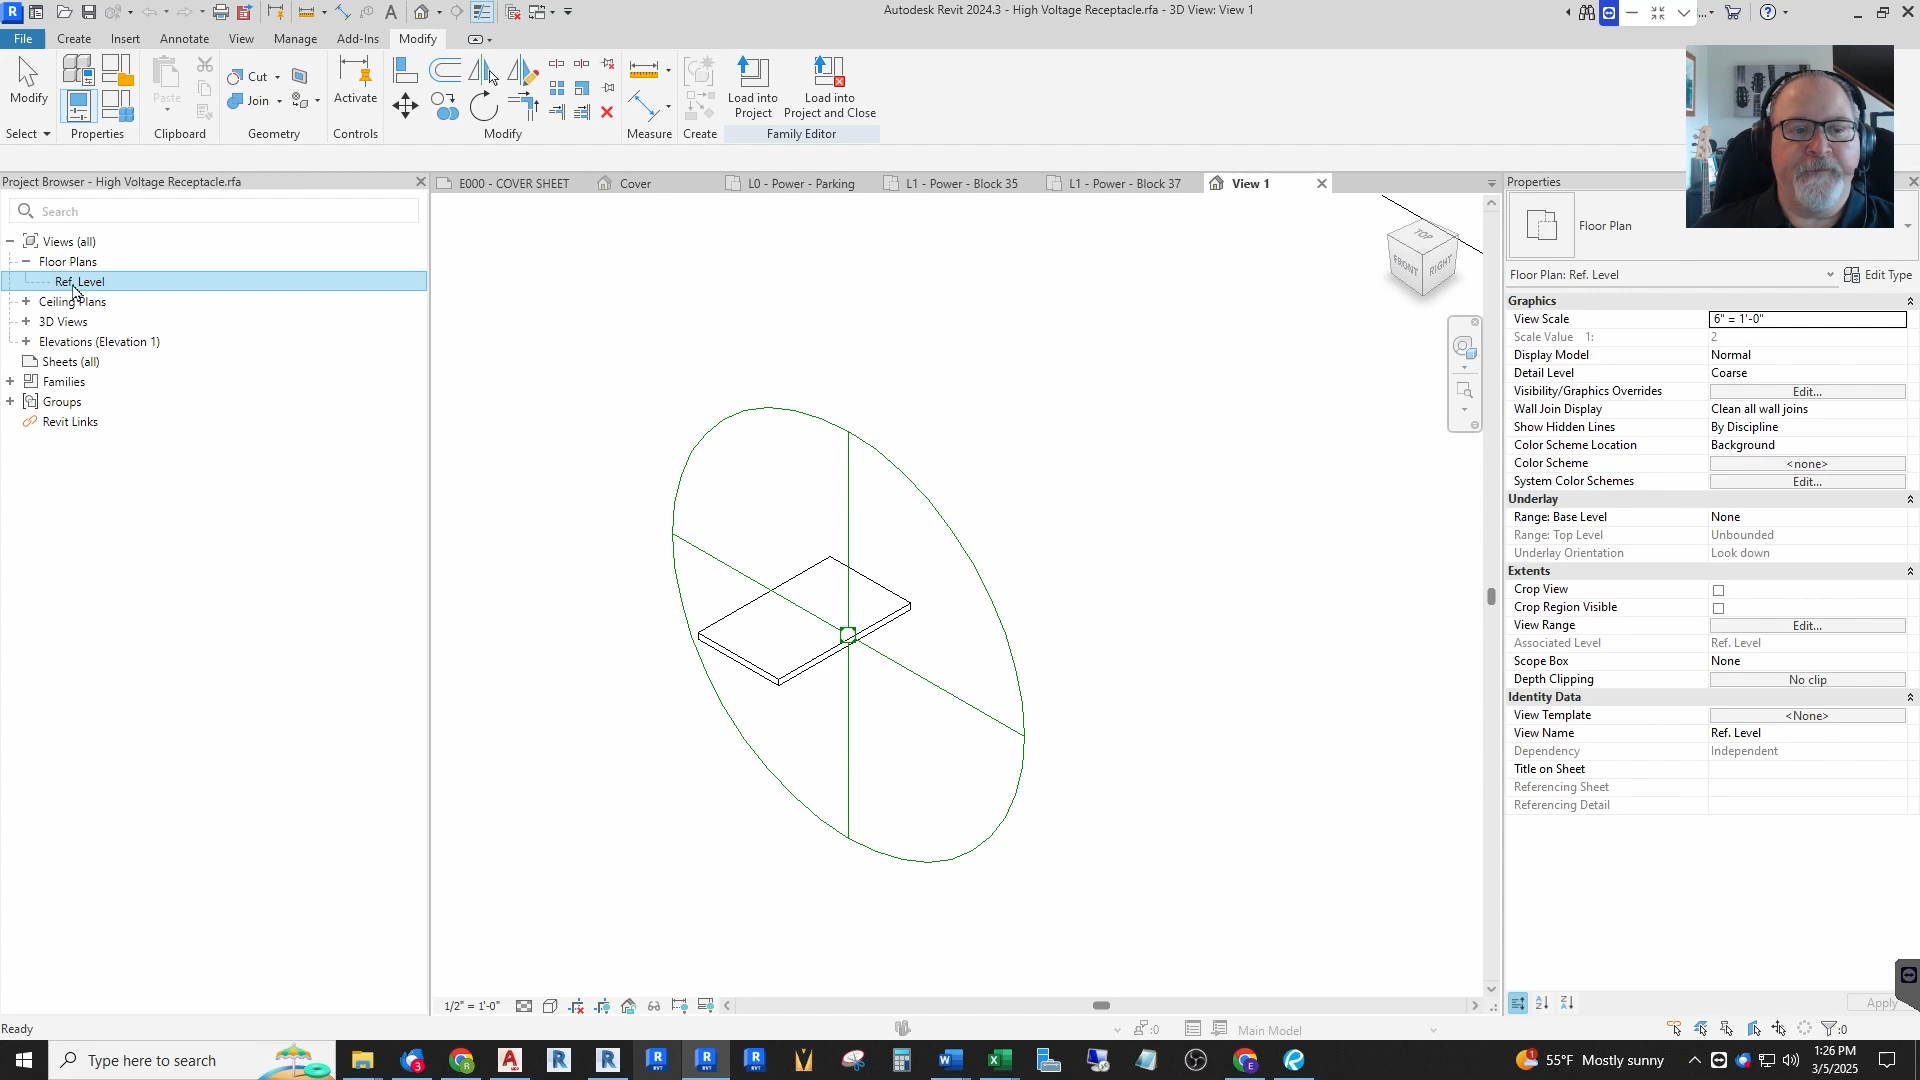 Autodesk Revit 2024.3 - High Voltage Receptacle.rfa - 3D View: View 1
File
Create
Insert
Annotate
View
Manage
Add-Ins
Modify
Modify
Paste
Cut
Join
Activate
Load into
Project
Load into
Project and Close
Select
Properties
Clipboard
Geometry
Controls
Modify
Measure
Create
Family Editor
Project Browser - High Voltage Receptacle.rfa
Search
Views (all)
Floor Plans
Ref. Level
Ceiling Plans
3D Views
Elevations (Elevation 1)
Sheets (all)
Families
Groups
Revit Links
E000 - COVER SHEET
Cover
L0 - Power - Parking
L1 - Power - Block 35
L1 - Power - Block 37
View 1
TOP
FRONT
RIGHT
1/2" = 1'-0"
Properties
Floor Plan
Floor Plan: Ref. Level
Edit Type
Graphics
View Scale 6" = 1'-0"
Scale Value 1: 2
Display Model Normal
Detail Level Coarse
Visibility/Graphics Overrides Edit...
Wall Join Display Clean all wall joins
Show Hidden Lines By Discipline
Color Scheme Location Background
Color Scheme <none>
System Color Schemes Edit...
Underlay
Range: Base Level None
Range: Top Level Unbounded
Underlay Orientation Look down
Extents
Crop View
Crop Region Visible
View Range Edit...
Associated Level Ref. Level
Scope Box None
Depth Clipping No clip
Identity Data
View Template <None>
View Name Ref. Level
Dependency Independent
Title on Sheet
Referencing Sheet
Referencing Detail
Apply
Ready
:0
Main Model
:0
Type here to search
55°F Mostly sunny
1:26 PM
3/5/2025